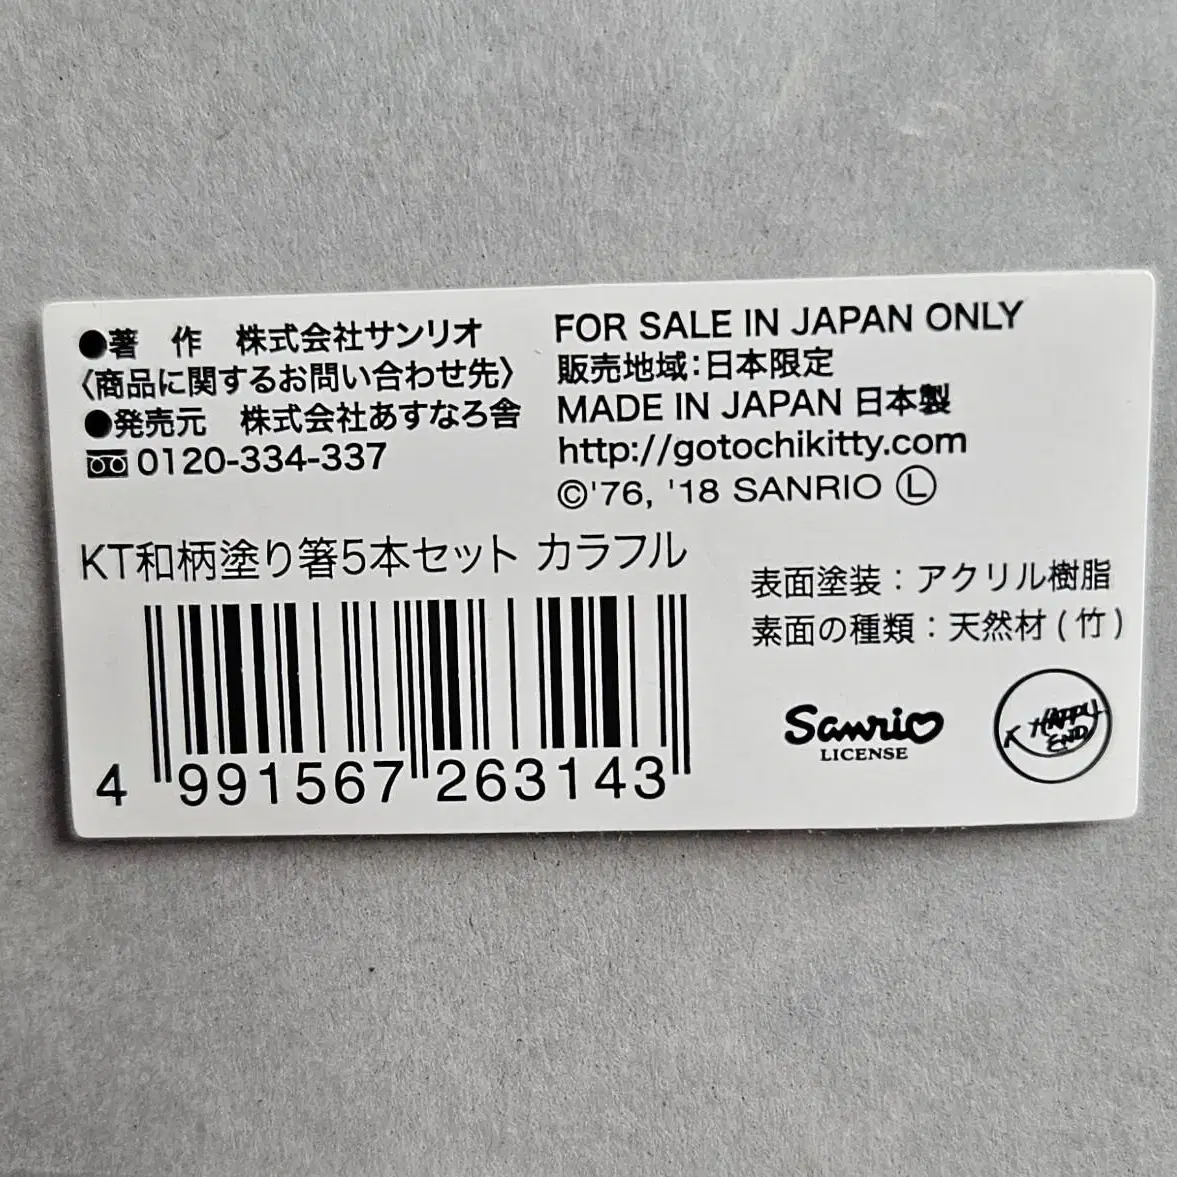 ●著 作 株式会社サンリオ
〈商品に関するお問い合わせ先〉
●発売元 株式会社あすなろ舎
0120-334-337
FOR SALE IN JAPAN ONLY
販売地域:日本限定
MADE IN JAPAN 日本製
http://gotochikitty.com
©'76, '18 SANRIO Ⓛ
KT和柄塗り箸5本セット カラフル
4 991567 263143
表面塗装：アクリル樹脂
素面の種類：天然材(竹)
Sanrio
LICENSE
HAPPY
END